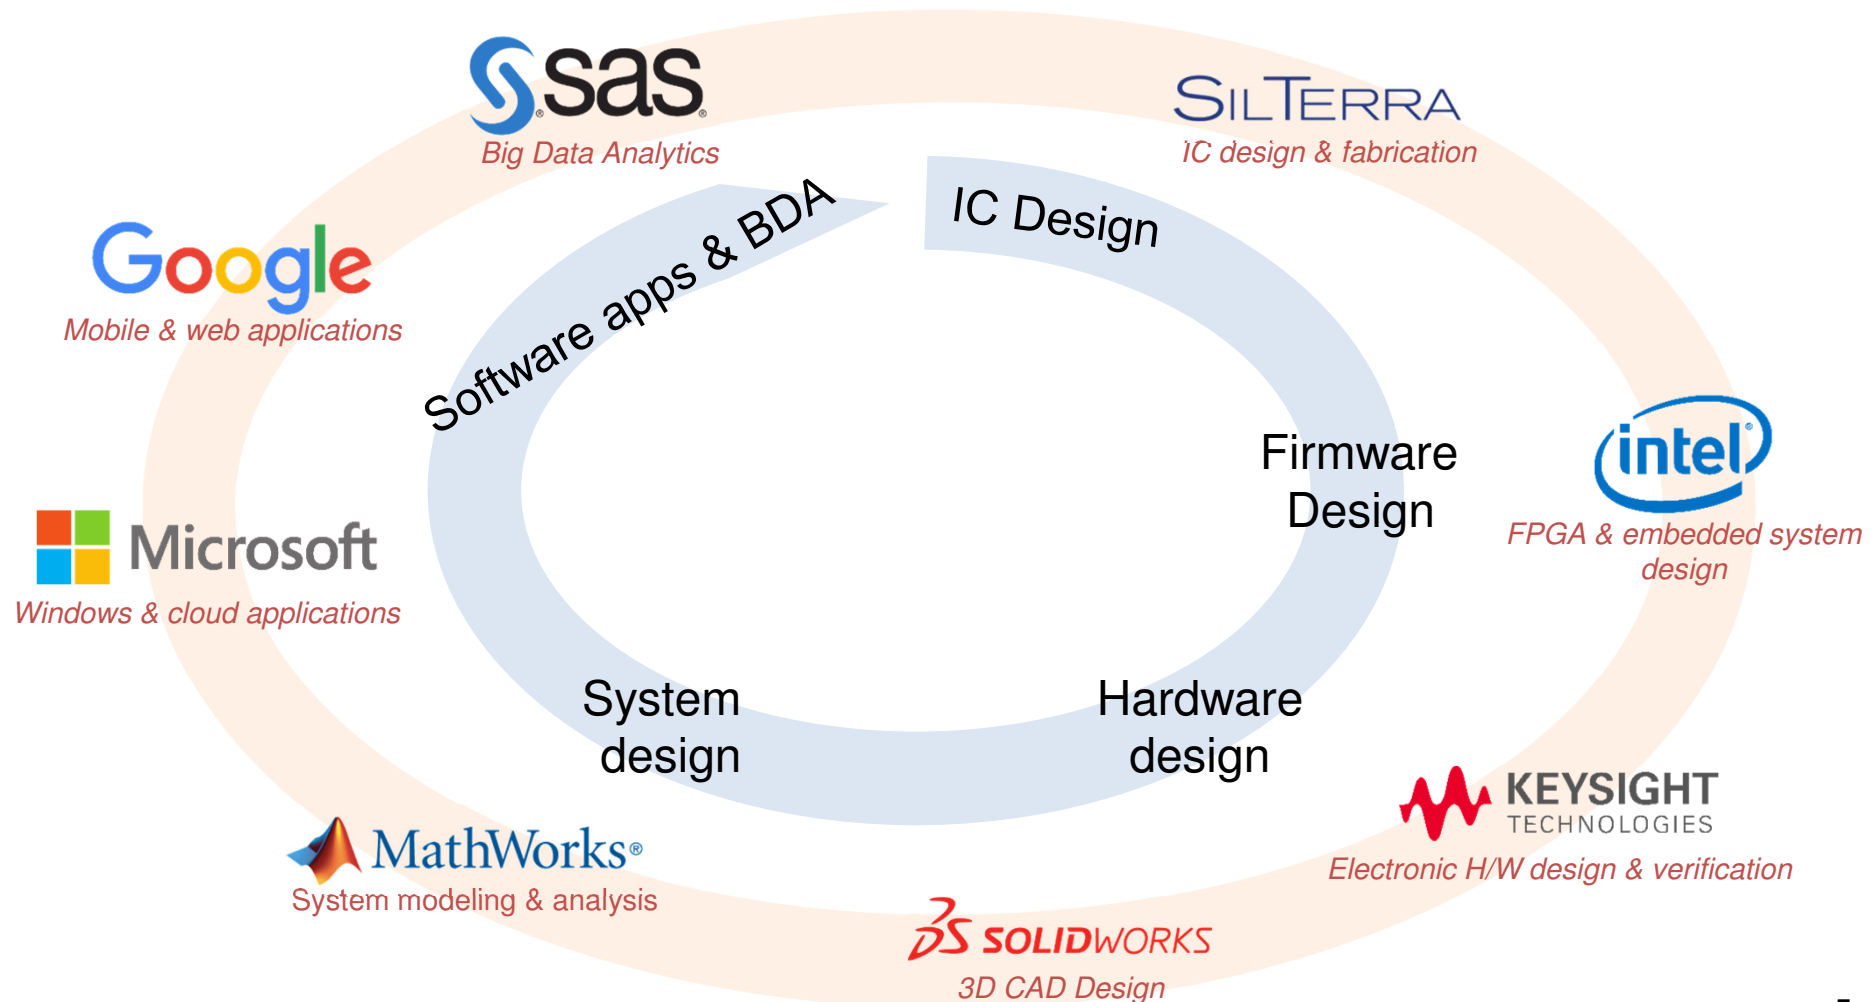 sas
Big Data Analytics
SILTERRA
IC design & fabrication
IC Design
Software apps & BDA
Google
Mobile & web applications
Firmware
Design
intel
FPGA & embedded system
design
Microsoft
Windows & cloud applications
System
design
Hardware
design
KEYSIGHT
TECHNOLOGIES
Electronic H/W design & verification
MathWorks®
System modeling & analysis
SOLIDWORKS
3D CAD Design